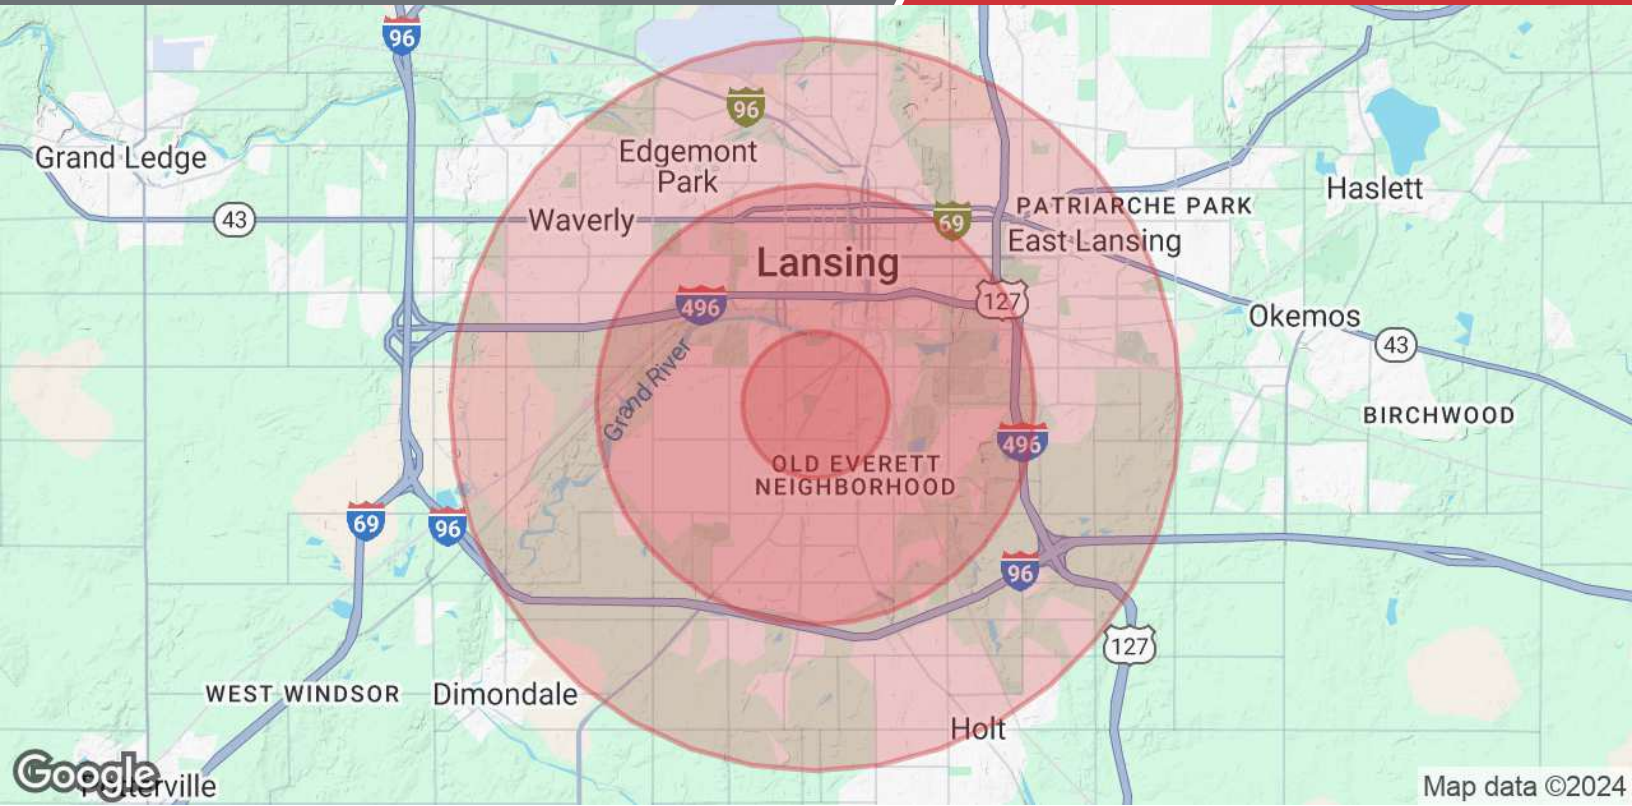 96
96
Edgemont
Park
Grand Ledge
Haslett
PATRIARCHE PARK
43
Waverly
69
East Lansing
Lansing
496
127
Okemos
43
Grand River
BIRCHWOOD
496
OLD EVERETT
NEIGHBORHOOD
69
96
96
127
WEST WINDSOR
Dimondale
Holt
Google
Map data ©2024